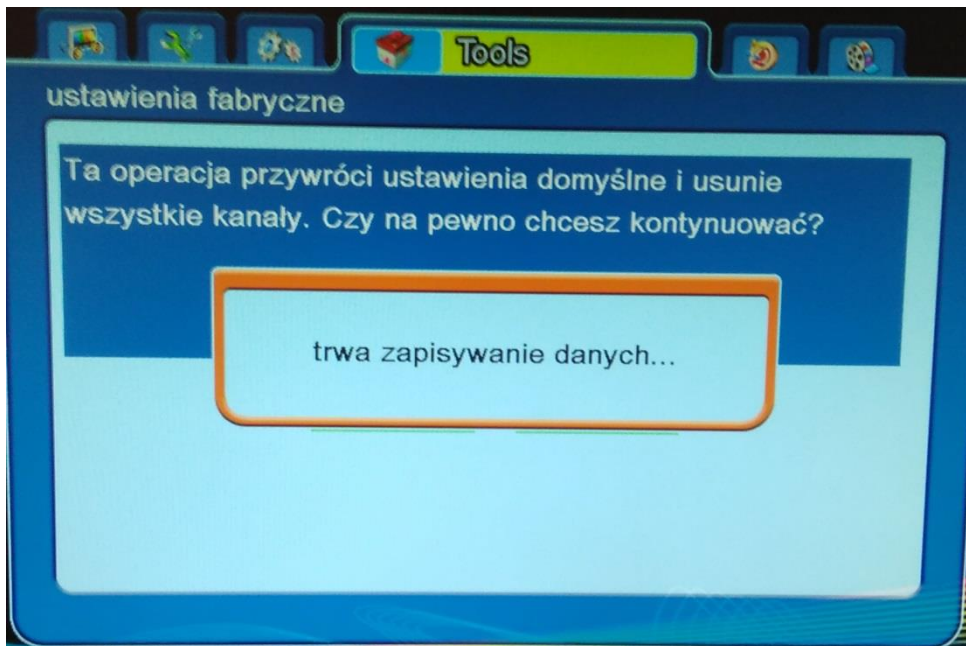 Tools
ustawienia fabryczne
Ta operacja przywróci ustawienia domyślne i usunie
wszystkie kanały. Czy na pewno chcesz kontynuować?
trwa zapisywanie danych...